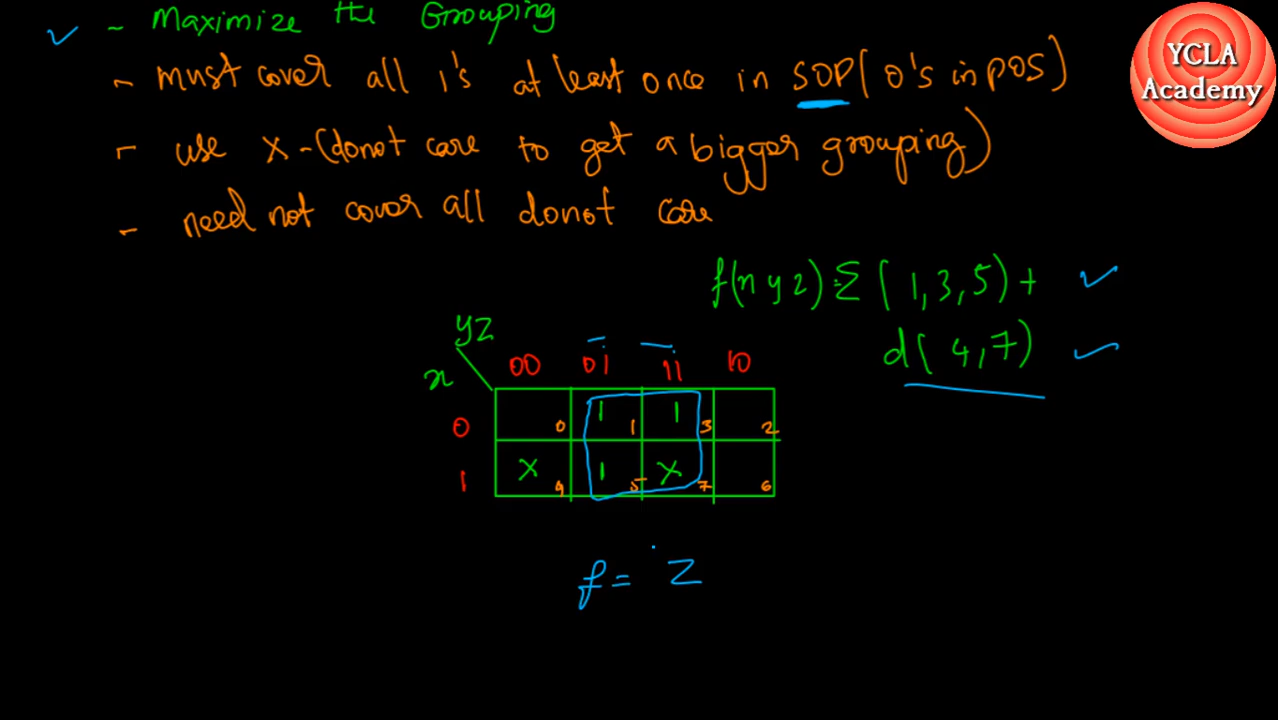 - Maximize the Grouping
- must cover all 1's at least once in SOP( 0's in POS)
- use X-(donot care to get a bigger grouping)
- need not cover all donot care
YCLA
Academy
f(x y z) = Σ( 1,3,5) +
d( 4,7)
yz
x
00 01 11 10
0 0 1 1 1 3 2
1 X 4 1 5 X 7 6
f = z